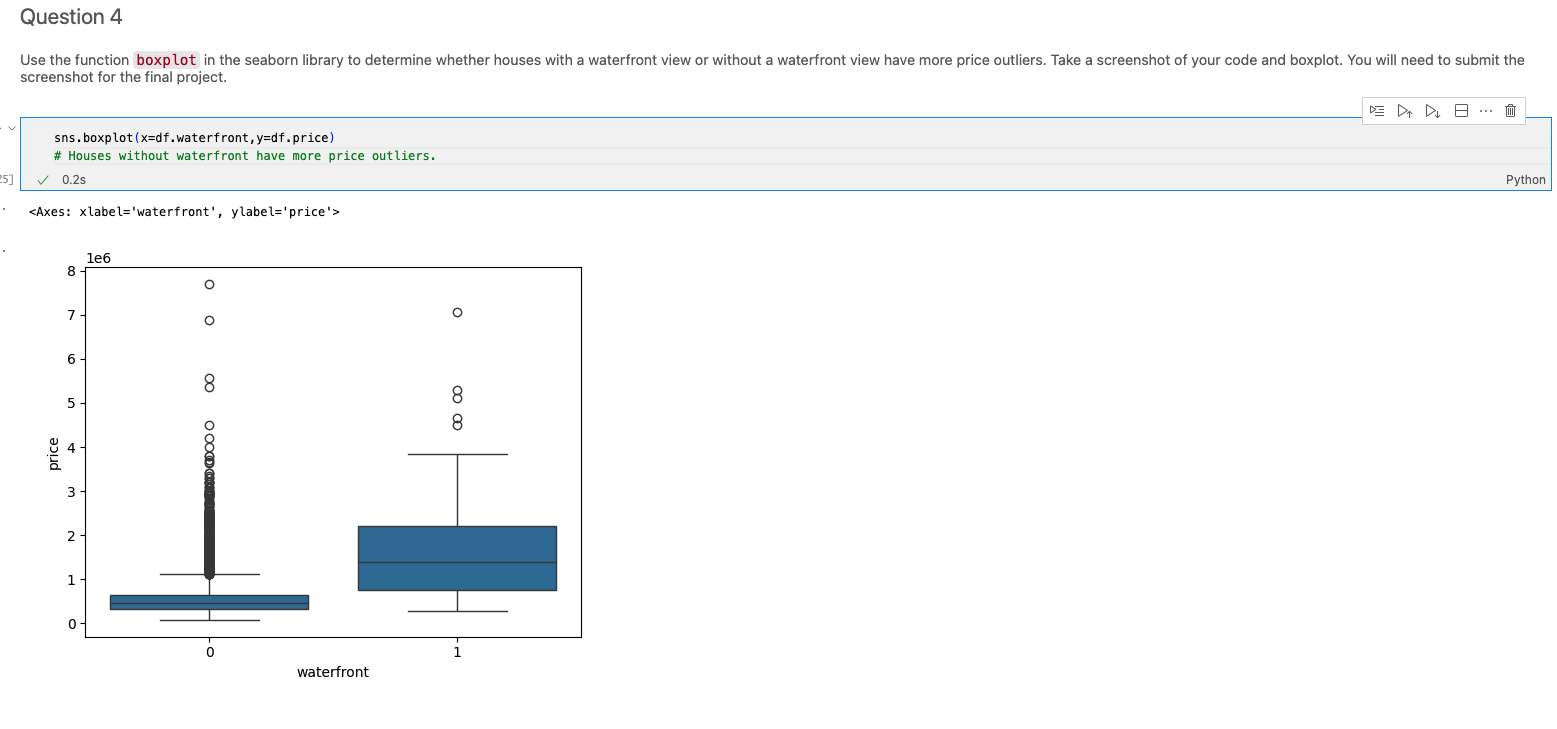 Question 4
Use the function boxplot in the seaborn library to determine whether houses with a waterfront view or without a waterfront view have more price outliers. Take a screenshot of your code and boxplot. You will need to submit the
screenshot for the final project.
sns.boxplot(x=df.waterfront,y=df.price)
# Houses without waterfront have more price outliers.
25]
0.2s
Python
<Axes: xlabel='waterfront', ylabel='price'>
1e6
8
7
6
5
4
3
2
1
0
price
0 1
waterfront